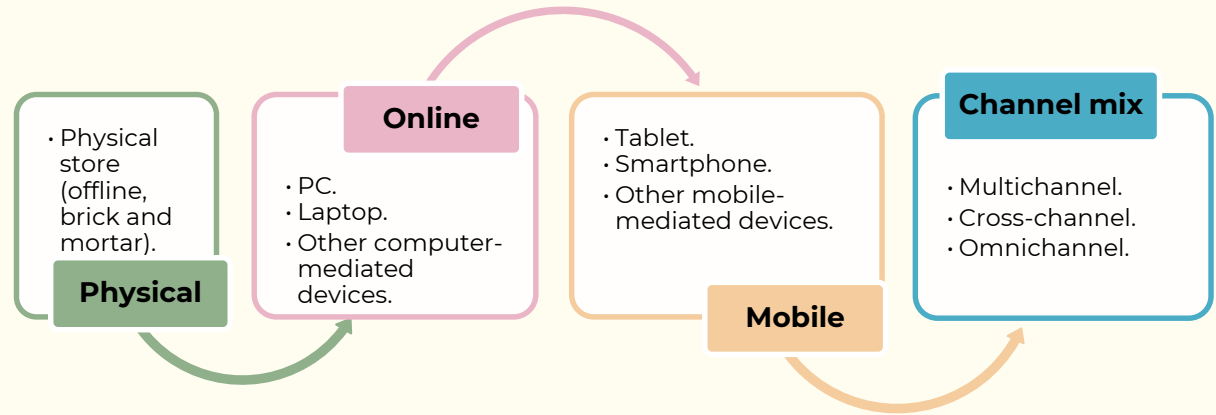 · Physical
store
(offline,
brick and
mortar).
Physical
Online
· PC.
· Laptop.
· Other computer-
mediated
devices.
· Tablet.
· Smartphone.
· Other mobile-
mediated devices.
Mobile
Channel mix
· Multichannel.
· Cross-channel.
· Omnichannel.